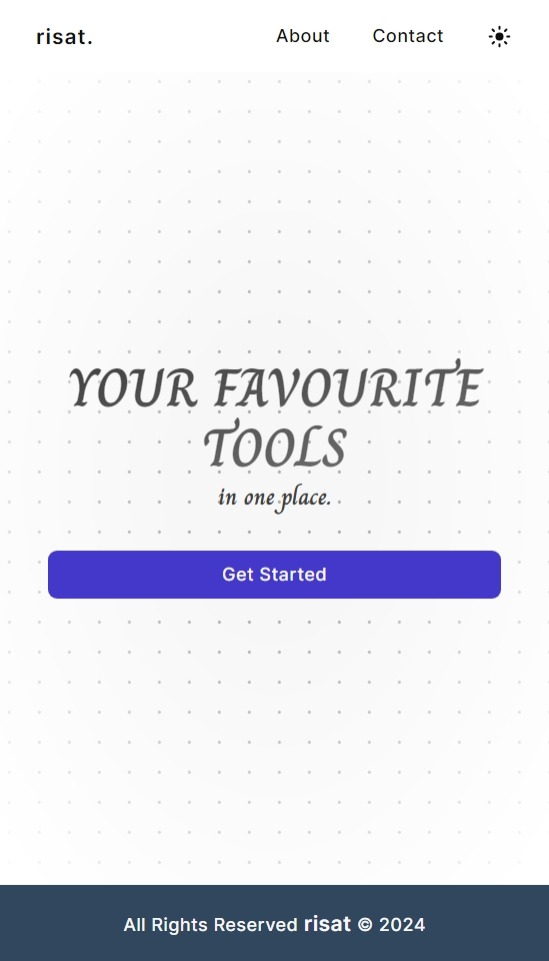 risat. About Contact
YOUR FAVOURITE
TOOLS
in one place.
Get Started
All Rights Reserved risat © 2024